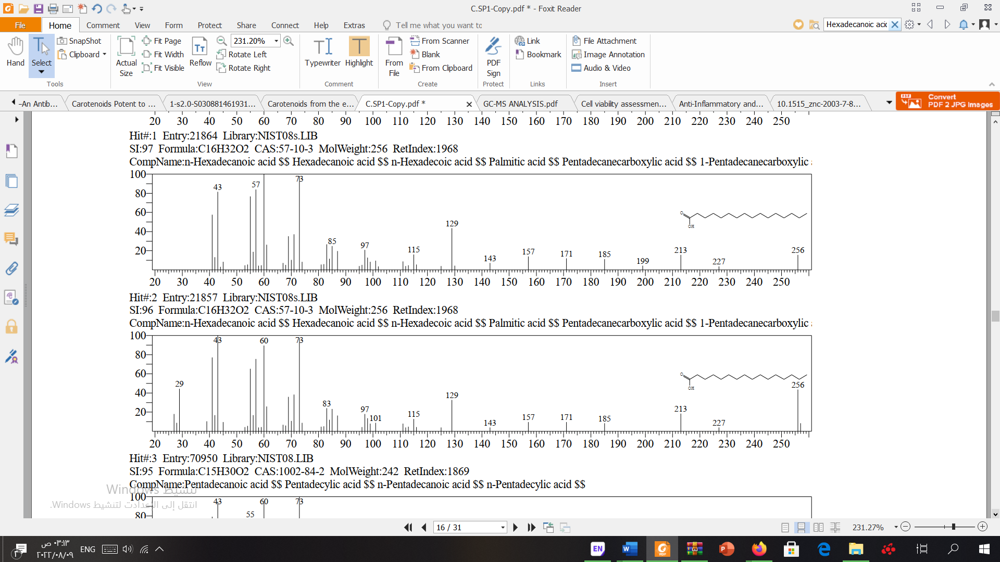 C.SP1-Copy.pdf * - Foxit Reader
File Home Comment View Form Protect Share Connect Help Extras Tell me what you want to
Hexadecanoic acid
Hand
Select
SnapShot
Clipboard
Tools
Actual Size
Fit Page
Fit Width
Fit Visible
Reflow
231.20%
Rotate Left
Rotate Right
View
Typewriter
Highlight
Comment
From File
From Scanner
Blank
From Clipboard
Create
PDF Sign
Protect
Link
Bookmark
Links
File Attachment
Image Annotation
Audio & Video
Insert
-An Antib... Carotenoids Potent to ... 1-s2.0-S030881461931... Carotenoids from the e... C.SP1-Copy.pdf * GC-MS ANALYSIS.pdf Cell viability assessmen... Anti-Inflammatory and... 10.1515_znc-2003-7-8...
PDF
Convert
PDF 2 JPG Images
20 30 40 50 60 70 80 90 100 110 120 130 140 150 160 170 180 190 200 210 220 230 240 250
Hit#:1 Entry:21864 Library:NIST08s.LIB
SI:97 Formula:C16H32O2 CAS:57-10-3 MolWeight:256 RetIndex:1968
CompName:n-Hexadecanoic acid $$ Hexadecanoic acid $$ n-Hexadecoic acid $$ Palmitic acid $$ Pentadecanecarboxylic acid $$ 1-Pentadecanecarboxylic
100
80
60
40
20
43 57 73 85 97 115 129 143 157 171 185 199 213 227 256
O
OH
20 30 40 50 60 70 80 90 100 110 120 130 140 150 160 170 180 190 200 210 220 230 240 250
Hit#:2 Entry:21857 Library:NIST08s.LIB
SI:96 Formula:C16H32O2 CAS:57-10-3 MolWeight:256 RetIndex:1968
CompName:n-Hexadecanoic acid $$ Hexadecanoic acid $$ n-Hexadecoic acid $$ Palmitic acid $$ Pentadecanecarboxylic acid $$ 1-Pentadecanecarboxylic
100
80
60
40
20
29 43 60 73 83 97 101 115 129 143 157 171 185 213 227 256
O
OH
20 30 40 50 60 70 80 90 100 110 120 130 140 150 160 170 180 190 200 210 220 230 240 250
Hit#:3 Entry:70950 Library:NIST08.LIB
SI:95 Formula:C15H30O2 CAS:1002-84-2 MolWeight:242 RetIndex:1869
CompName:Pentadecanoic acid $$ Pentadecylic acid $$ n-Pentadecanoic acid $$ n-Pentadecylic acid $$
100
80
43 55 60 73
تنشيط Windows
انتقل إلى الإعدادت لتنشيط Windows.
16 / 31
231.27%
٠٣:١٣ ص
٢٠٢٢/٠٨/٠٩
ENG
EN